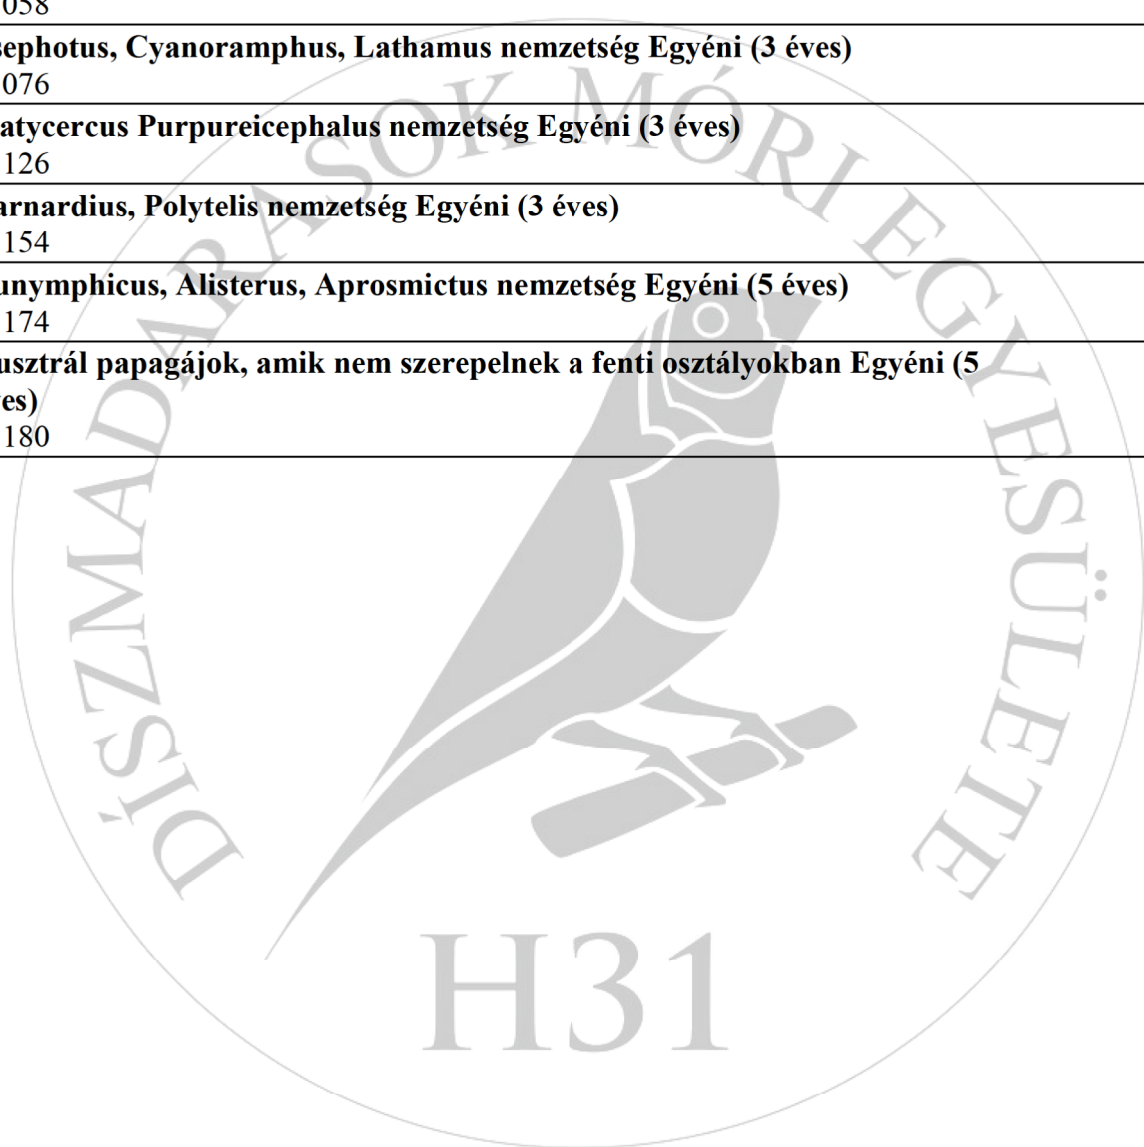 058
sephotus, Cyanoramphus, Lathamus nemzetség Egyéni (3 éves)
076
atycercus Purpureicephalus nemzetség Egyéni (3 éves)
126
arnardius, Polytelis nemzetség Egyéni (3 éves)
154
unymphicus, Alisterus, Aprosmictus nemzetség Egyéni (5 éves)
174
usztrál papagájok, amik nem szerepelnek a fenti osztályokban Egyéni (5
es)
180
DÍSZMADARASOK MÓRI EGYESÜLETE
H31